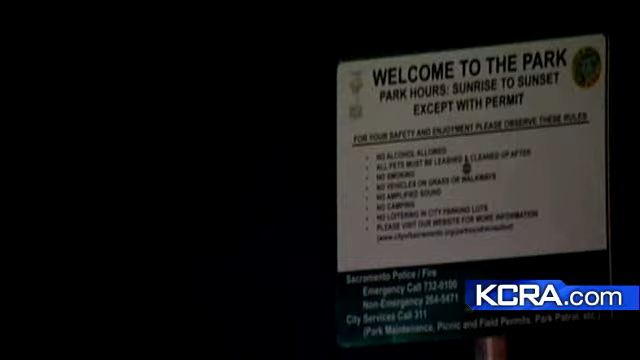 WELCOME TO THE PARK
PARK HOURS: SUNRISE TO SUNSET
EXCEPT WITH PERMIT
FOR YOUR SAFETY AND ENJOYMENT PLEASE OBSERVE THESE RULES
• NO ALCOHOL ALLOWED
• ALL PETS MUST BE LEASHED & CLEANED UP AFTER
• NO SMOKING
• NO VEHICLES ON GRASS OR WALKWAYS
• NO AMPLIFIED SOUND
• NO CAMPING
• NO LOITERING IN CITY PARKING LOTS
• PLEASE VISIT OUR WEBSITE FOR MORE INFORMATION
Sacramento Police / Fire
Emergency Call 732-0100
Non-Emergency 264-5471
City Services Call 311
(Park Maintenance, Picnic and Field Permits, Park Patrol, etc.)
KCRA.com